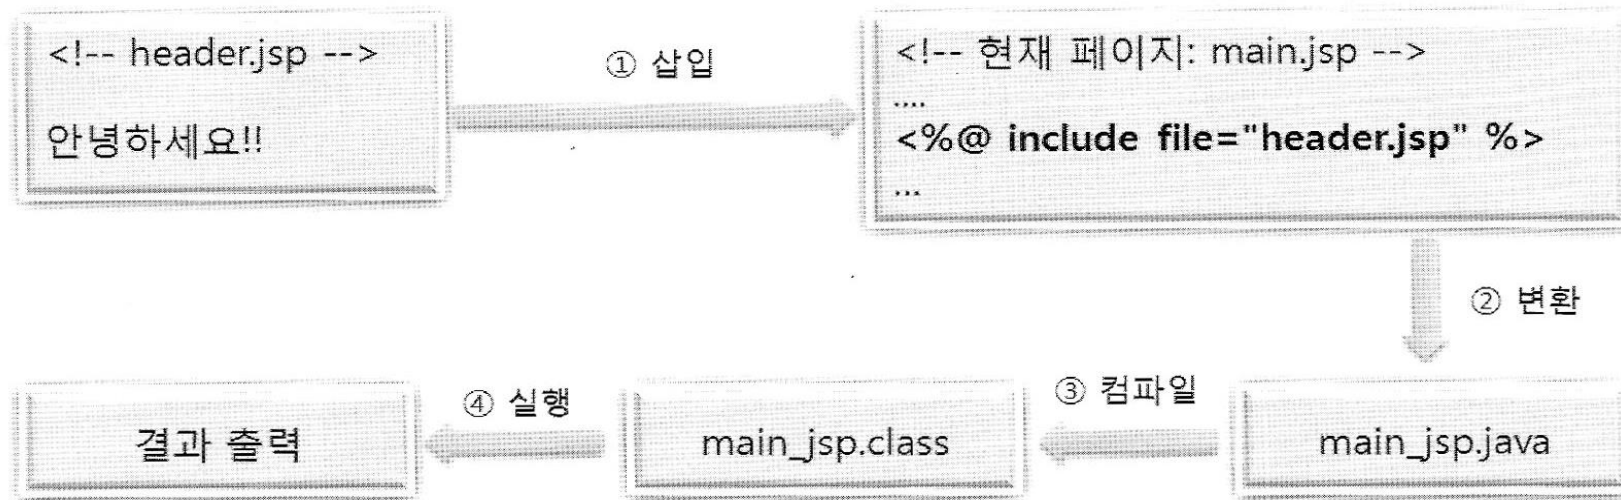 <!-- header.jsp -->
안녕하세요!!
① 삽입
<!-- 현재 페이지: main.jsp -->
....
<%@ include file="header.jsp" %>
...
② 변환
main_jsp.java
③ 컴파일
main_jsp.class
④ 실행
결과 출력